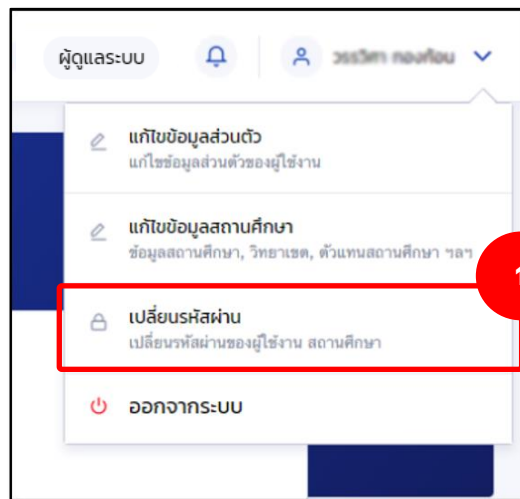 ผู้ดูแลระบบ
แก้ไขข้อมูลส่วนตัว
แก้ไขข้อมูลส่วนตัวของผู้ใช้งาน
แก้ไขข้อมูลสถานศึกษา
ข้อมูลสถานศึกษา, วิทยาเขต, ตัวแทนสถานศึกษา ฯลฯ
1
เปลี่ยนรหัสผ่าน
เปลี่ยนรหัสผ่านของผู้ใช้งาน สถานศึกษา
ออกจากระบบ